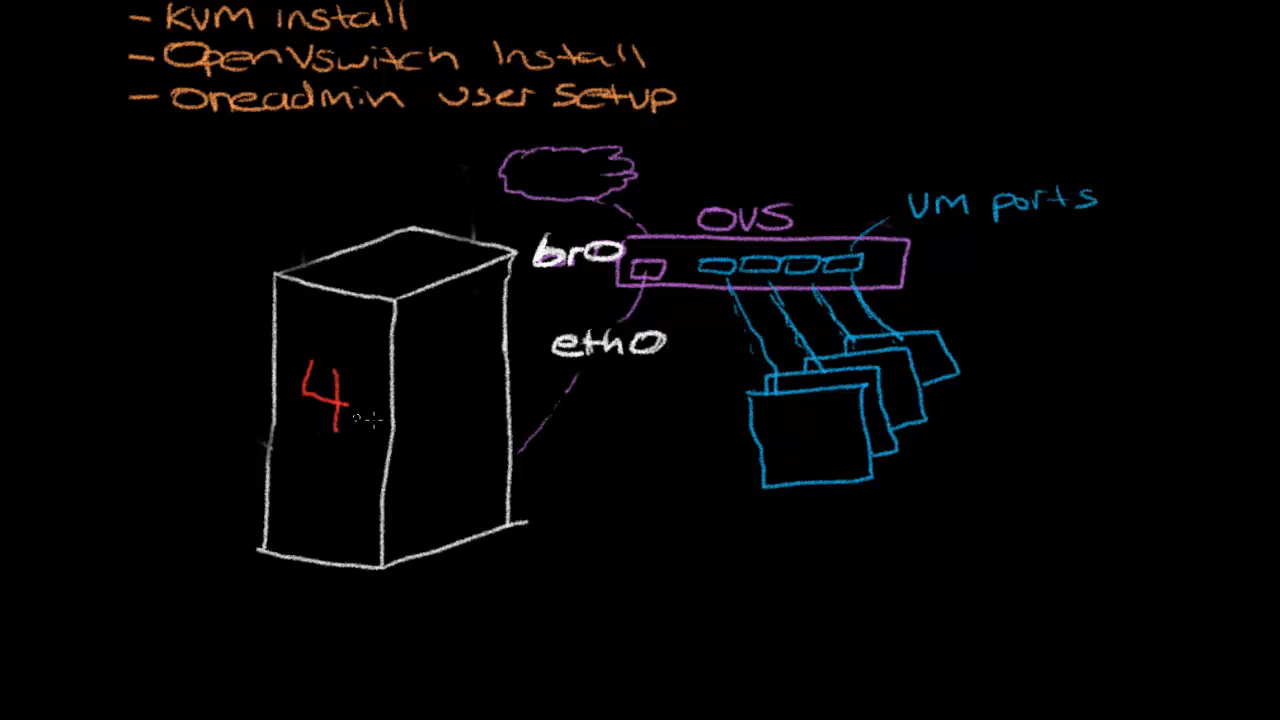 - KVM install
- OpenVswitch Install
- Oneadmin user setup
VM ports
OVS
br0
eth0
4